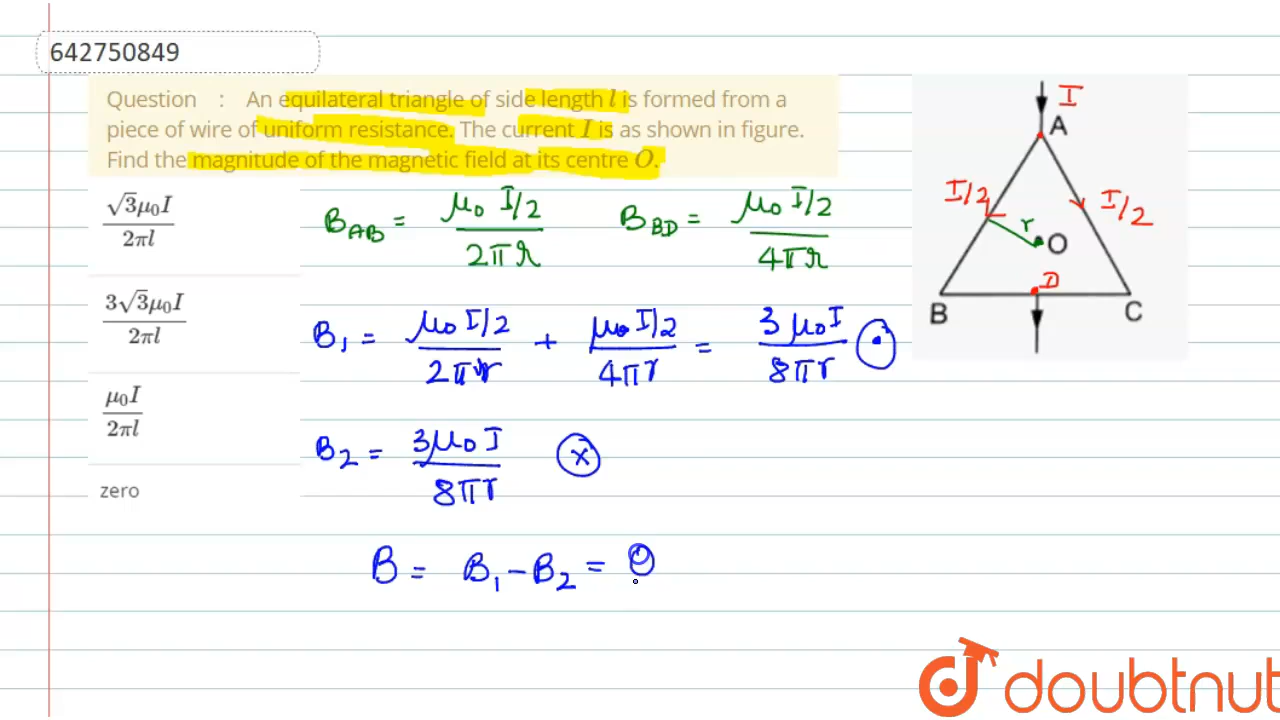 642750849
Question : An equilateral triangle of side length l is formed from a
piece of wire of uniform resistance. The current I is as shown in figure.
Find the magnitude of the magnetic field at its centre O.
√3μ₀I / 2πl
3√3μ₀I / 2πl
μ₀I / 2πl
zero
B_AB = μ₀ I/2 / 2πr
B_BD = μ₀ I/2 / 4πr
B₁ = μ₀ I/2 / 2πr + μ₀ I/2 / 4πr = 3μ₀I / 8πr ⊙
B₂ = 3μ₀I / 8πr ⊗
B = B₁ - B₂ = 0
I
A
I/2
I/2
r
O
D
B
C
doubtnut